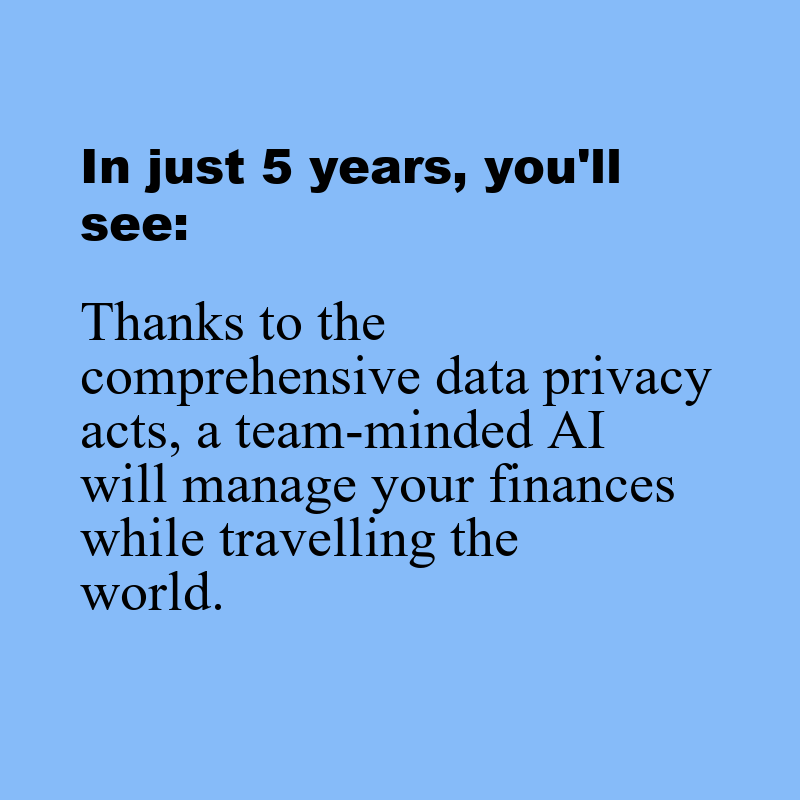 In just 5 years, you'll
see:
Thanks to the
comprehensive data privacy
acts, a team-minded AI
will manage your finances
while travelling the
world.